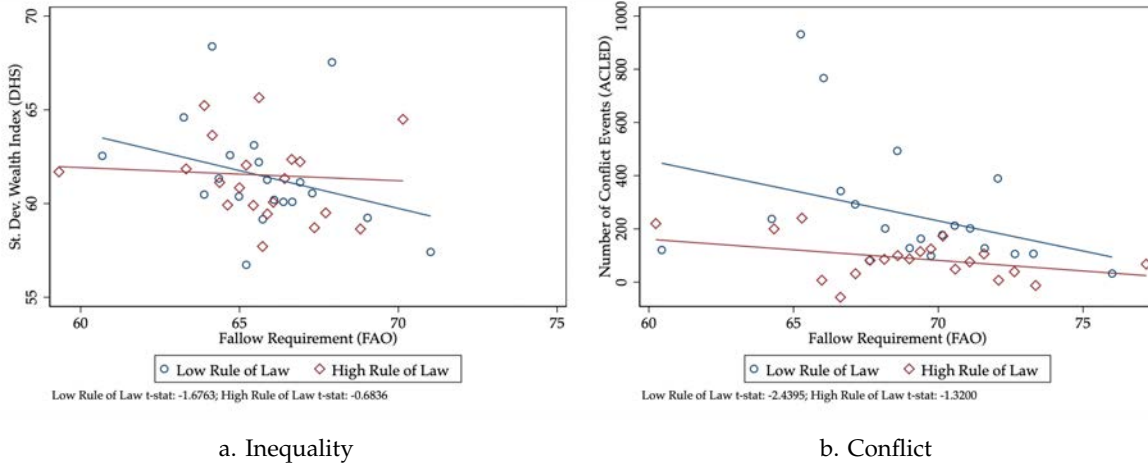 70
65
60
55
St. Dev. Wealth Index (DHS)
60
65
70
75
Fallow Requirement (FAO)
Low Rule of Law
High Rule of Law
Low Rule of Law t-stat: -1.6763; High Rule of Law t-stat: -0.6836
a. Inequality
1000
800
600
400
200
0
Number of Conflict Events (ACLED)
60
65
70
75
Fallow Requirement (FAO)
Low Rule of Law
High Rule of Law
Low Rule of Law t-stat: -2.4395; High Rule of Law t-stat: -1.3200
b. Conflict